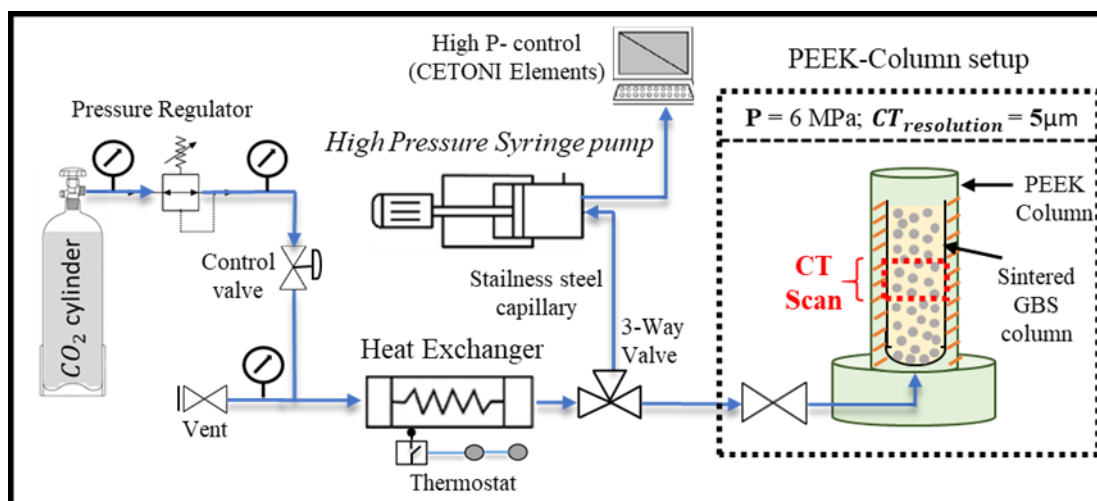 High P- control
(CETONI Elements)
PEEK-Column setup
Pressure Regulator
P = 6 MPa; CT_resolution = 5μm
High Pressure Syringe pump
PEEK
Column
CO₂ cylinder
Control
valve
Stailness steel
capillary
CT
Scan
Sintered
GBS
column
3-Way
Valve
Heat Exchanger
Vent
Thermostat